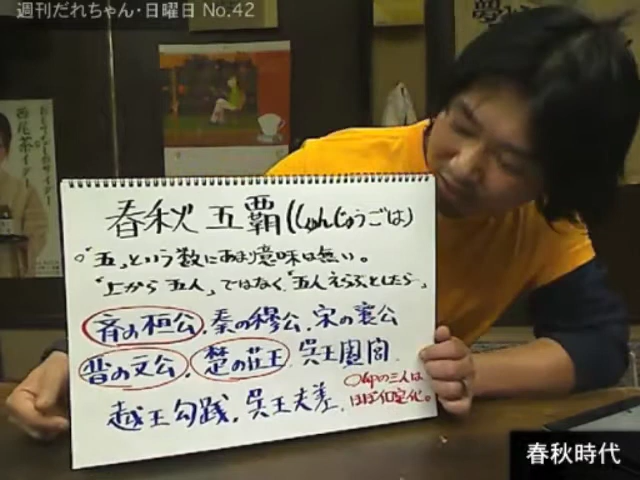 週刊だれちゃん・日曜日 No.42
春秋五覇(しゅんじゅうごは)
○「五」という数にあまり意味は無い。
「上から五人」ではなく、「五人えらぶとしたら」
斉の桓公、秦の穆公、宋の襄公
晋の文公、楚の荘王、呉王闔閭
越王勾践、呉王夫差、
○印の三人は
ほぼ固定化。
春秋時代